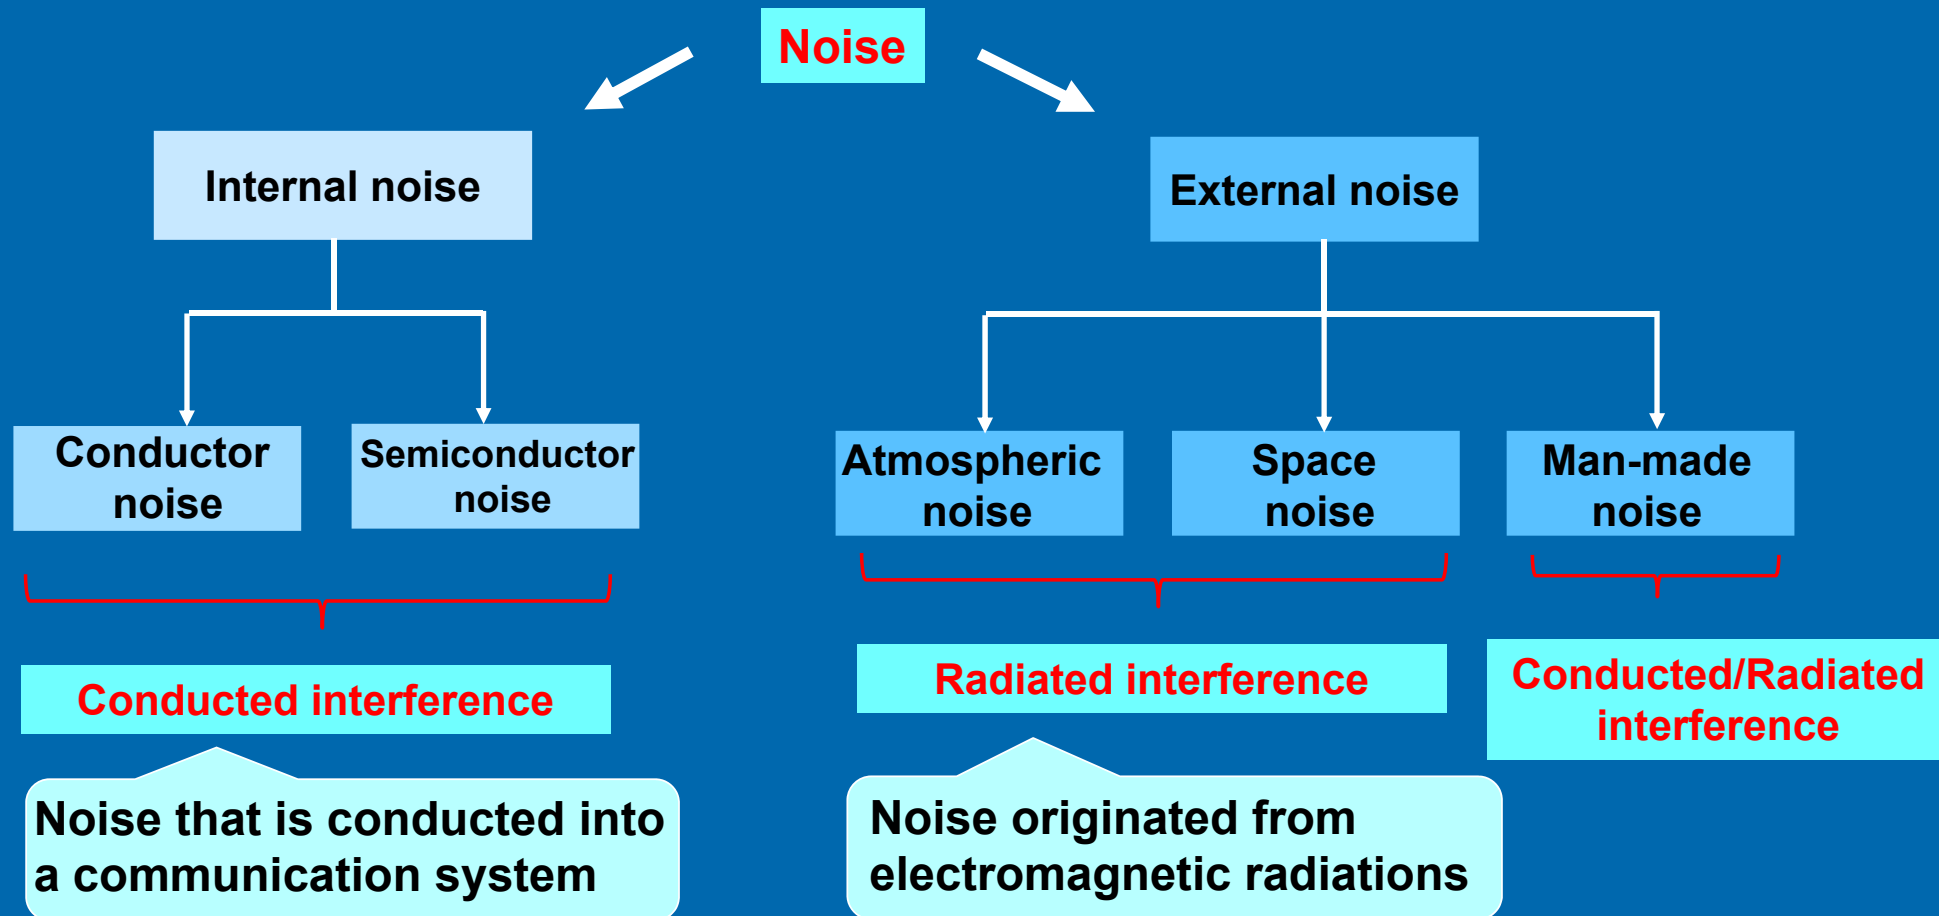 Noise
Internal noise
External noise
Conductor
noise
Semiconductor
noise
Atmospheric
noise
Space
noise
Man-made
noise
Conducted interference
Radiated interference
Conducted/Radiated
interference
Noise that is conducted into
a communication system
Noise originated from
electromagnetic radiations